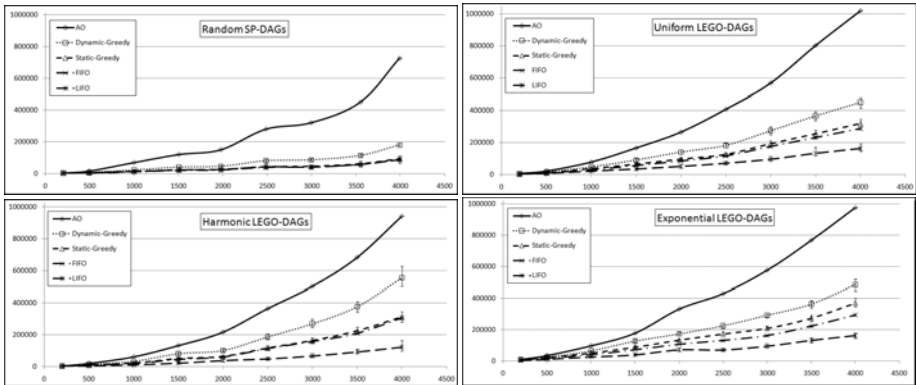 Random SP-DAGs
AO
Dynamic-Greedy
Static-Greedy
FIFO
LIFO
1000000
800000
600000
400000
200000
0
0 500 1000 1500 2000 2500 3000 3500 4000 4500
Uniform LEGO-DAGs
AO
Dynamic-Greedy
Static-Greedy
FIFO
LIFO
1000000
800000
600000
400000
200000
0
0 500 1000 1500 2000 2500 3000 3500 4000 4500
Harmonic LEGO-DAGs
AO
Dynamic-Greedy
Static-Greedy
FIFO
LIFO
1000000
800000
600000
400000
200000
0
0 500 1000 1500 2000 2500 3000 3500 4000 4500
Exponential LEGO-DAGs
AO
Dynamic-Greedy
Static-Greedy
FIFO
LIFO
1000000
800000
600000
400000
200000
0
0 500 1000 1500 2000 2500 3000 3500 4000 4500